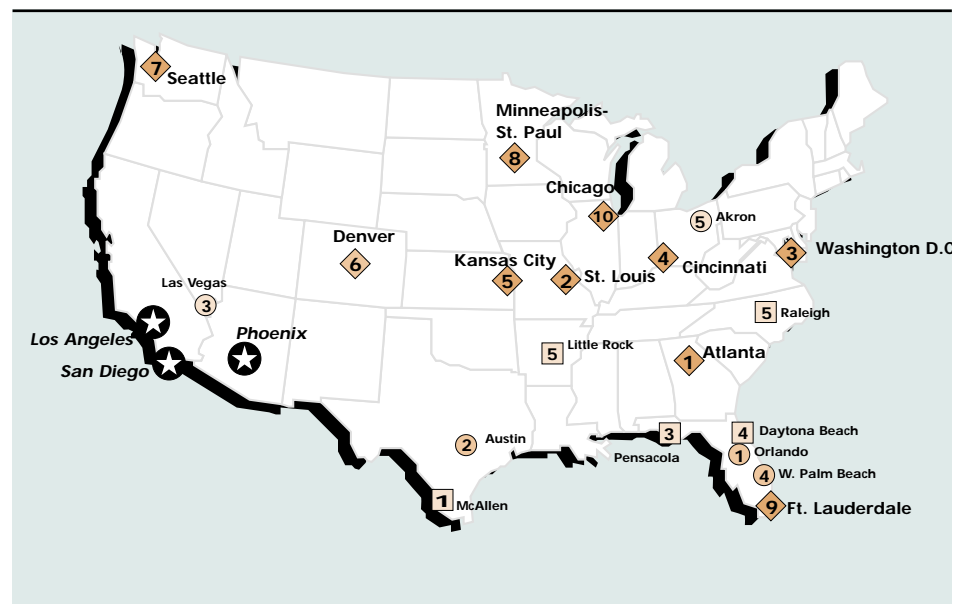 7
Seattle
Minneapolis-
St. Paul
8
Chicago
10
5
Akron
Denver
6
Kansas City
5
2
St. Louis
4
Cincinnati
3
Washington D.C
Las Vegas
3
5
Raleigh
Los Angeles
Phoenix
San Diego
5
Little Rock
1
Atlanta
2
Austin
3
Pensacola
4
Daytona Beach
1
Orlando
4
W. Palm Beach
1
McAllen
9
Ft. Lauderdale